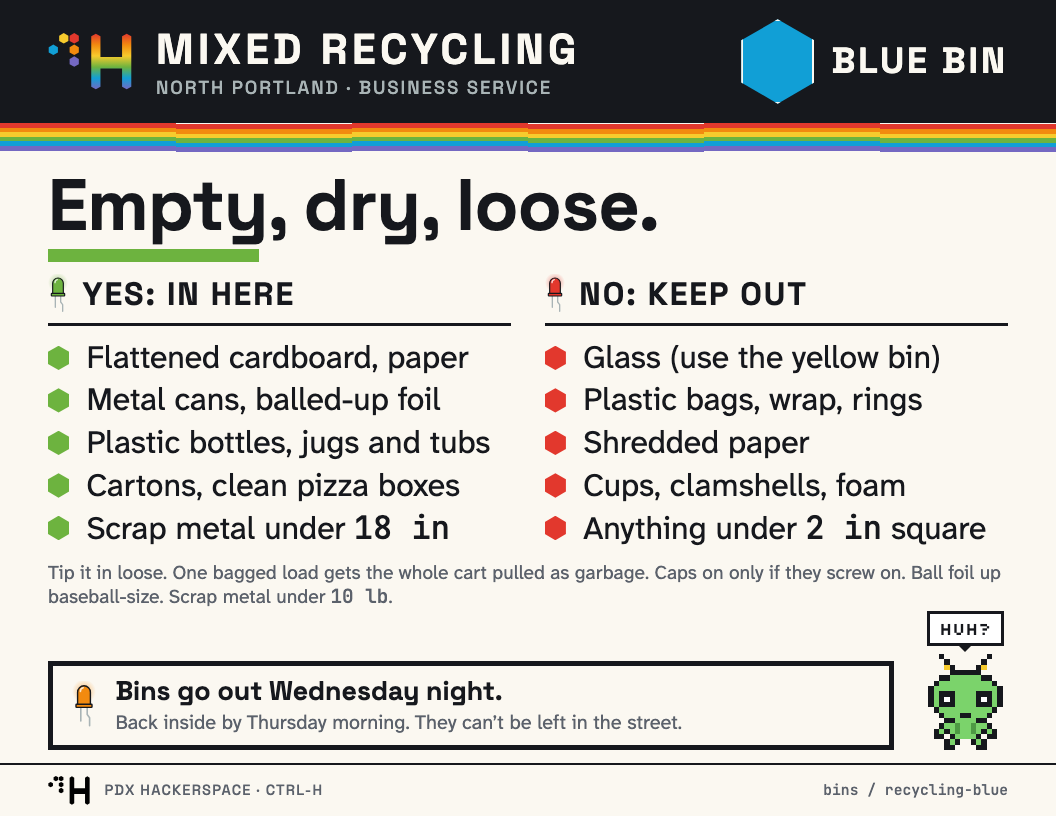 MIXED RECYCLING
NORTH PORTLAND · BUSINESS SERVICE
BLUE BIN
Empty, dry, loose.
YES: IN HERE
Flattened cardboard, paper
Metal cans, balled-up foil
Plastic bottles, jugs and tubs
Cartons, clean pizza boxes
Scrap metal under 18 in
NO: KEEP OUT
Glass (use the yellow bin)
Plastic bags, wrap, rings
Shredded paper
Cups, clamshells, foam
Anything under 2 in square
Tip it in loose. One bagged load gets the whole cart pulled as garbage. Caps on only if they screw on. Ball foil up
baseball-size. Scrap metal under 10 lb.
HUH?
Bins go out Wednesday night.
Back inside by Thursday morning. They can’t be left in the street.
PDX HACKERSPACE · CTRL-H
bins / recycling-blue